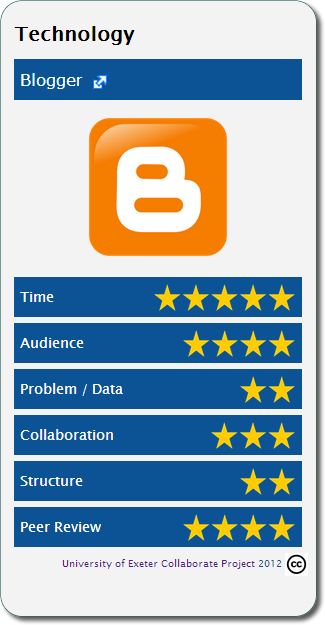 Technology
Blogger
B
Time
Audience
Problem / Data
Collaboration
Structure
Peer Review
University of Exeter Collaborate Project 2012 cc